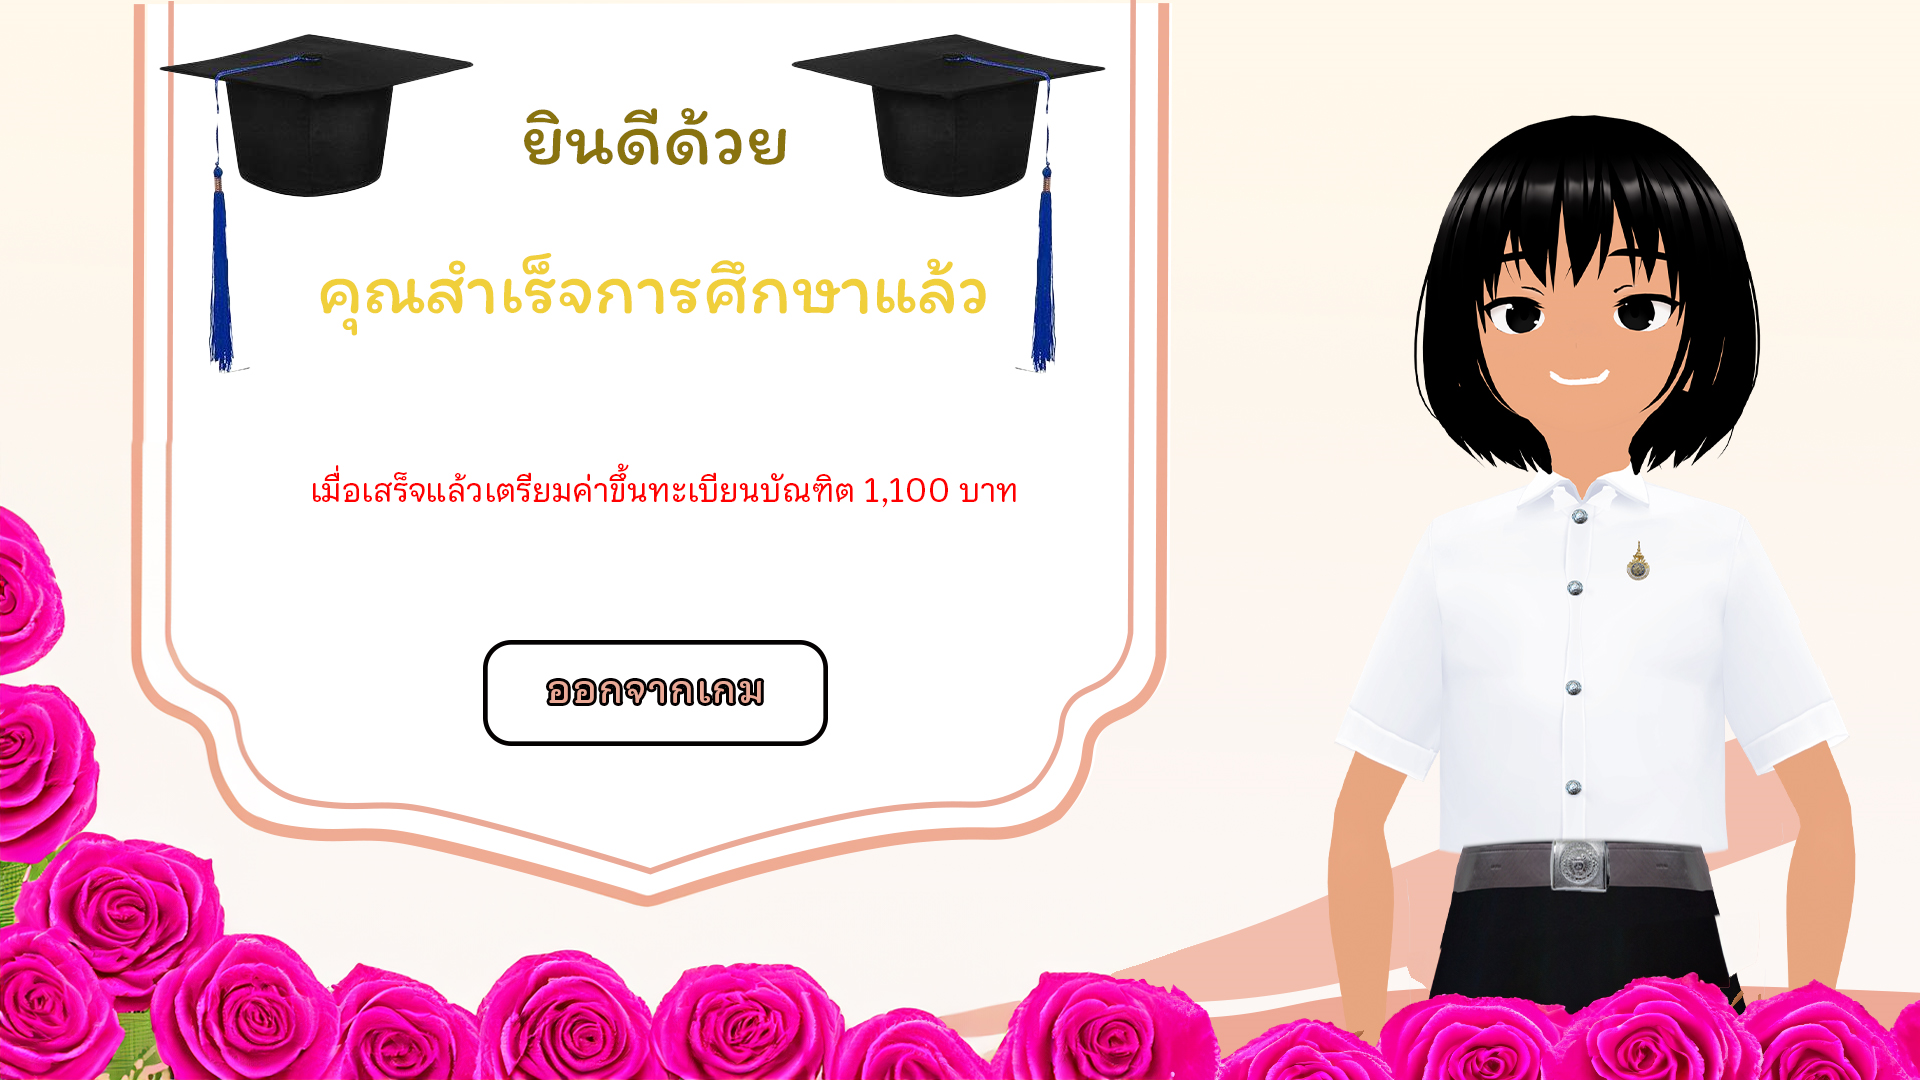 ยินดีด้วย
คุณสำเร็จการศึกษาแล้ว
เมื่อเสร็จแล้วเตรียมค่าขึ้นทะเบียนบัณฑิต 1,100 บาท
ออกจากเกม